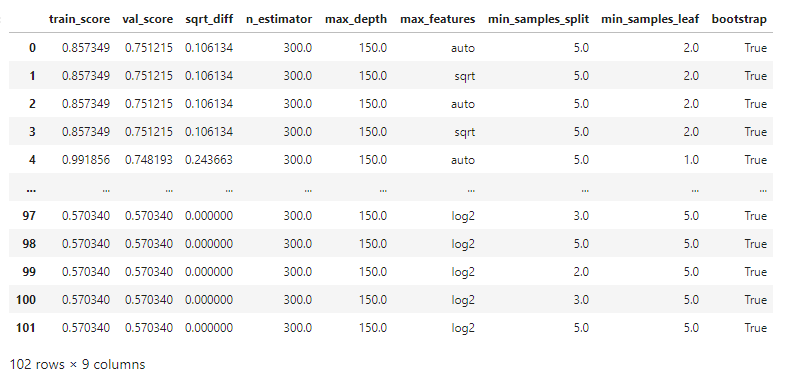 train_score val_score sqrt_diff n_estimator max_depth max_features min_samples_split min_samples_leaf bootstrap
0 0.857349 0.751215 0.106134 300.0 150.0 auto 5.0 2.0 True
1 0.857349 0.751215 0.106134 300.0 150.0 sqrt 5.0 2.0 True
2 0.857349 0.751215 0.106134 300.0 150.0 auto 5.0 2.0 True
3 0.857349 0.751215 0.106134 300.0 150.0 sqrt 5.0 2.0 True
4 0.991856 0.748193 0.243663 300.0 150.0 auto 5.0 1.0 True
... ... ... ... ... ... ... ... ... ...
97 0.570340 0.570340 0.000000 300.0 150.0 log2 3.0 5.0 True
98 0.570340 0.570340 0.000000 300.0 150.0 log2 5.0 5.0 True
99 0.570340 0.570340 0.000000 300.0 150.0 log2 2.0 5.0 True
100 0.570340 0.570340 0.000000 300.0 150.0 log2 3.0 5.0 True
101 0.570340 0.570340 0.000000 300.0 150.0 log2 5.0 5.0 True
102 rows × 9 columns